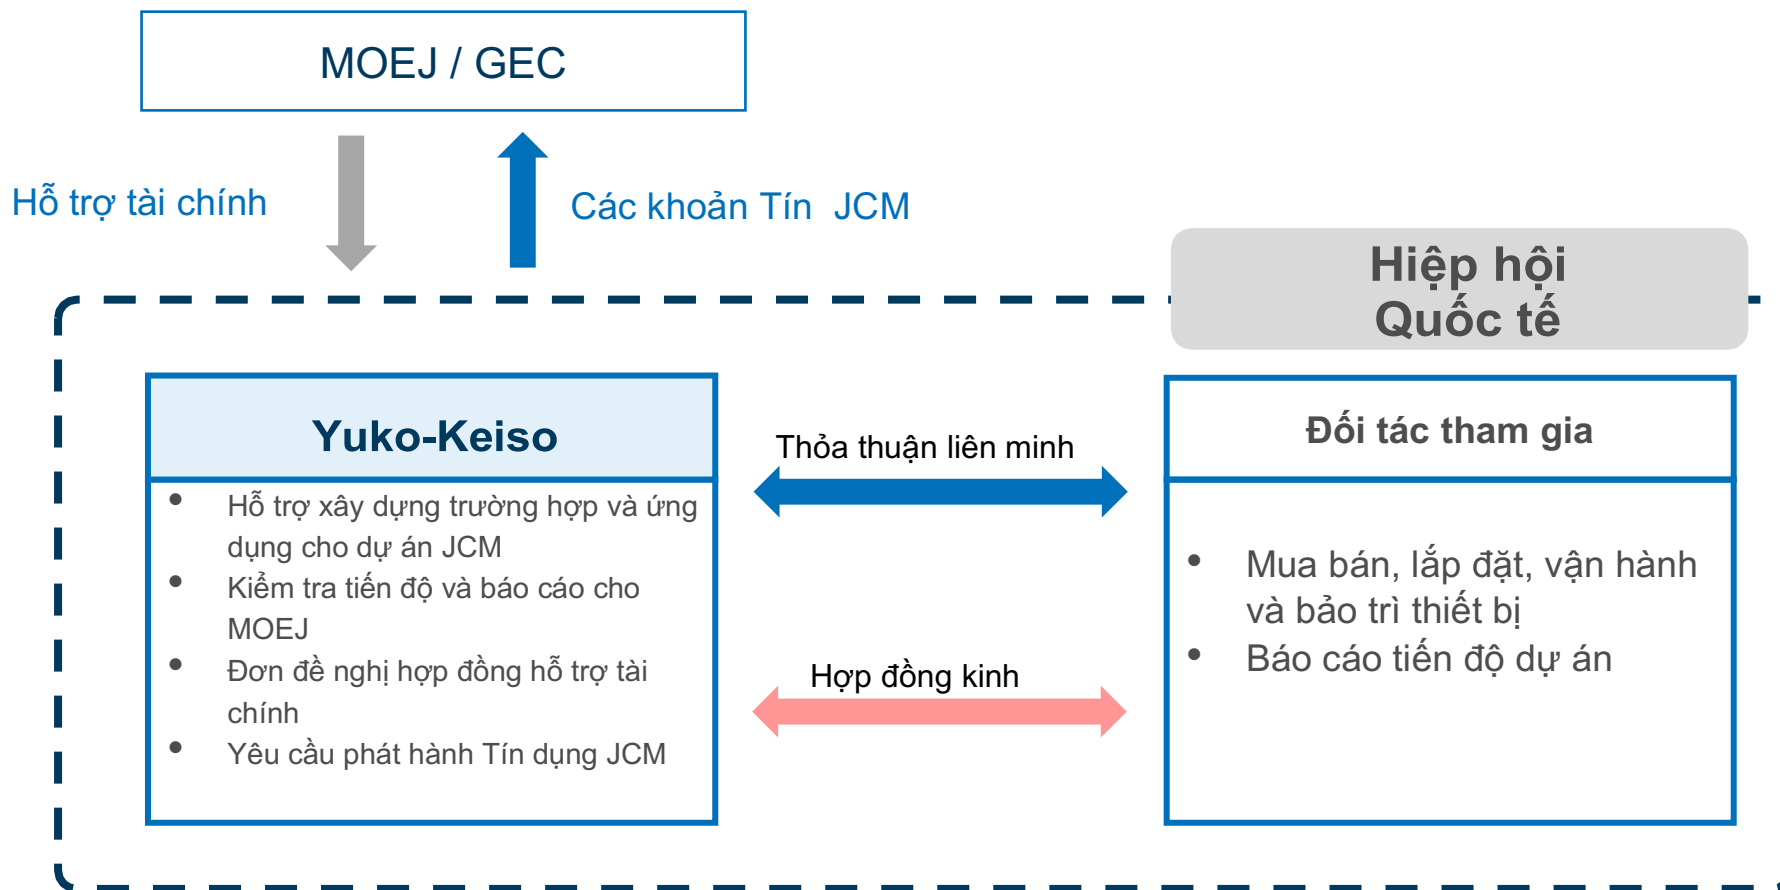 MOEJ / GEC
Hỗ trợ tài chính
Các khoản Tín  JCM
Hiệp hội
Quốc tế
Yuko-Keiso
• Hỗ trợ xây dựng trường hợp và ứng
dụng cho dự án JCM
• Kiểm tra tiến độ và báo cáo cho
MOEJ
• Đơn đề nghị hợp đồng hỗ trợ tài
chính
• Yêu cầu phát hành Tín dụng JCM
Thỏa thuận liên minh
Hợp đồng kinh
Đối tác tham gia
• Mua bán, lắp đặt, vận hành
và bảo trì thiết bị
• Báo cáo tiến độ dự án